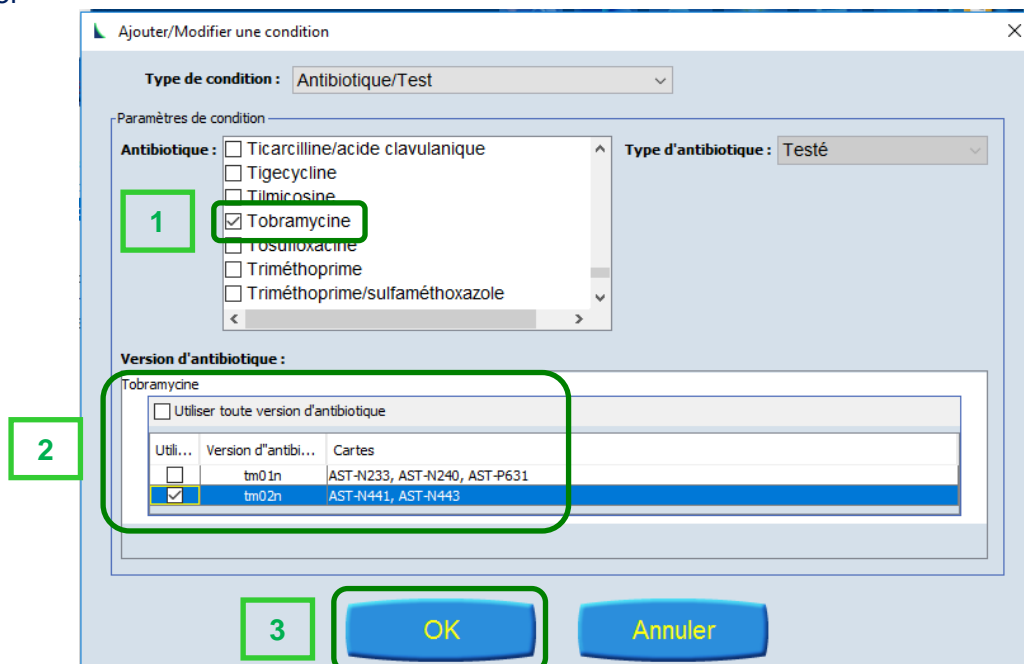 Ajouter/Modifier une condition
Type de condition : Antibiotique/Test
Paramètres de condition
Antibiotique : Ticarcilline/acide clavulanique
Type d'antibiotique : Testé
Tigecycline
Tilmicosine
1
Tobramycine
Tosufloxacine
Triméthoprime
Triméthoprime/sulfaméthoxazole
Version d'antibiotique :
Tobramycine
Utiliser toute version d'antibiotique
2
Utili... Version d"antibi... Cartes
tm01n AST-N233, AST-N240, AST-P631
tm02n AST-N441, AST-N443
3
OK Annuler